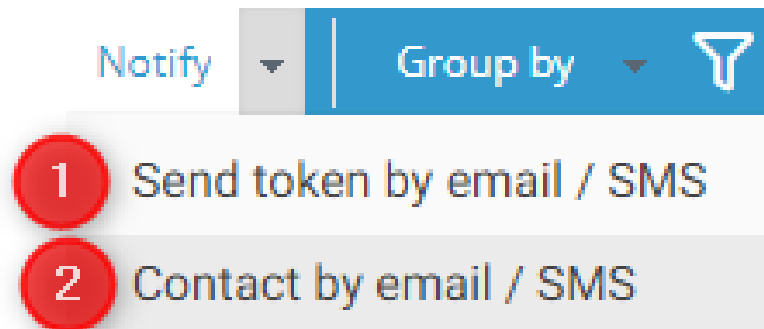 Notify Group by
1 Send token by email / SMS
2 Contact by email / SMS